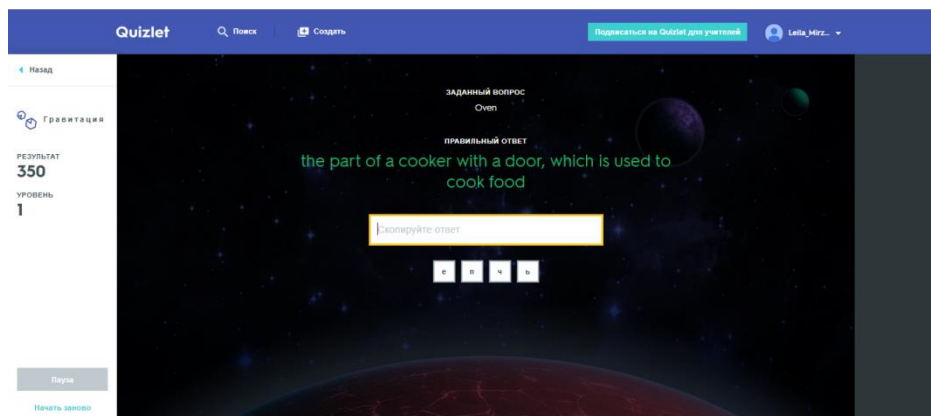 Quizlet
Поиск
Создать
Подписаться на Quizlet для учителей
Leila_Mirz...
Назад
Гравитация
РЕЗУЛЬТАТ
350
УРОВЕНЬ
1
ЗАДАННЫЙ ВОПРОС
Oven
ПРАВИЛЬНЫЙ ОТВЕТ
the part of a cooker with a door, which is used to
cook food
Скопируйте ответ
е п ч ь
Пауза
Начать заново